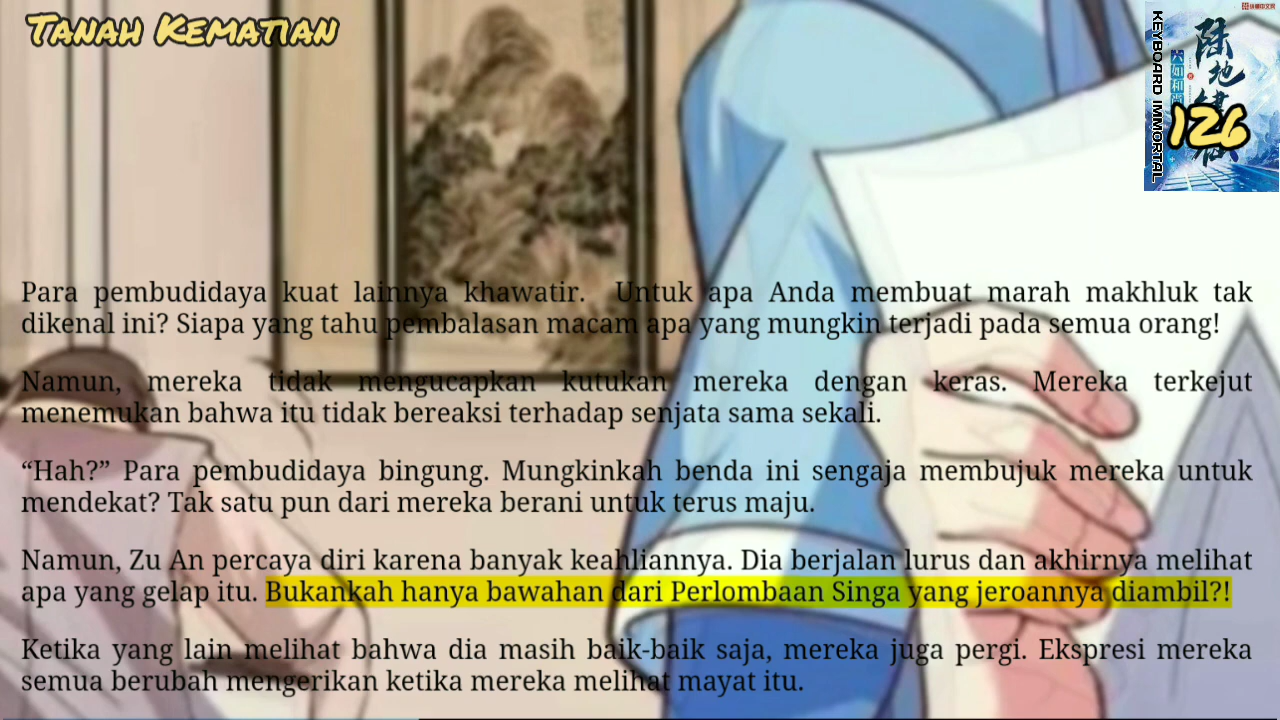 Tanah Kematian
KEYBOARD IMMORTAL
126
Para pembudidaya kuat lainnya khawatir. Untuk apa Anda membuat marah makhluk tak
dikenal ini? Siapa yang tahu pembalasan macam apa yang mungkin terjadi pada semua orang!
Namun, mereka tidak mengucapkan kutukan mereka dengan keras. Mereka terkejut
menemukan bahwa itu tidak bereaksi terhadap senjata sama sekali.
“Hah?” Para pembudidaya bingung. Mungkinkah benda ini sengaja membujuk mereka untuk
mendekat? Tak satu pun dari mereka berani untuk terus maju.
Namun, Zu An percaya diri karena banyak keahliannya. Dia berjalan lurus dan akhirnya melihat
apa yang gelap itu. Bukankah hanya bawahan dari Perlombaan Singa yang jeroannya diambil?!
Ketika yang lain melihat bahwa dia masih baik-baik saja, mereka juga pergi. Ekspresi mereka
semua berubah mengerikan ketika mereka melihat mayat itu.